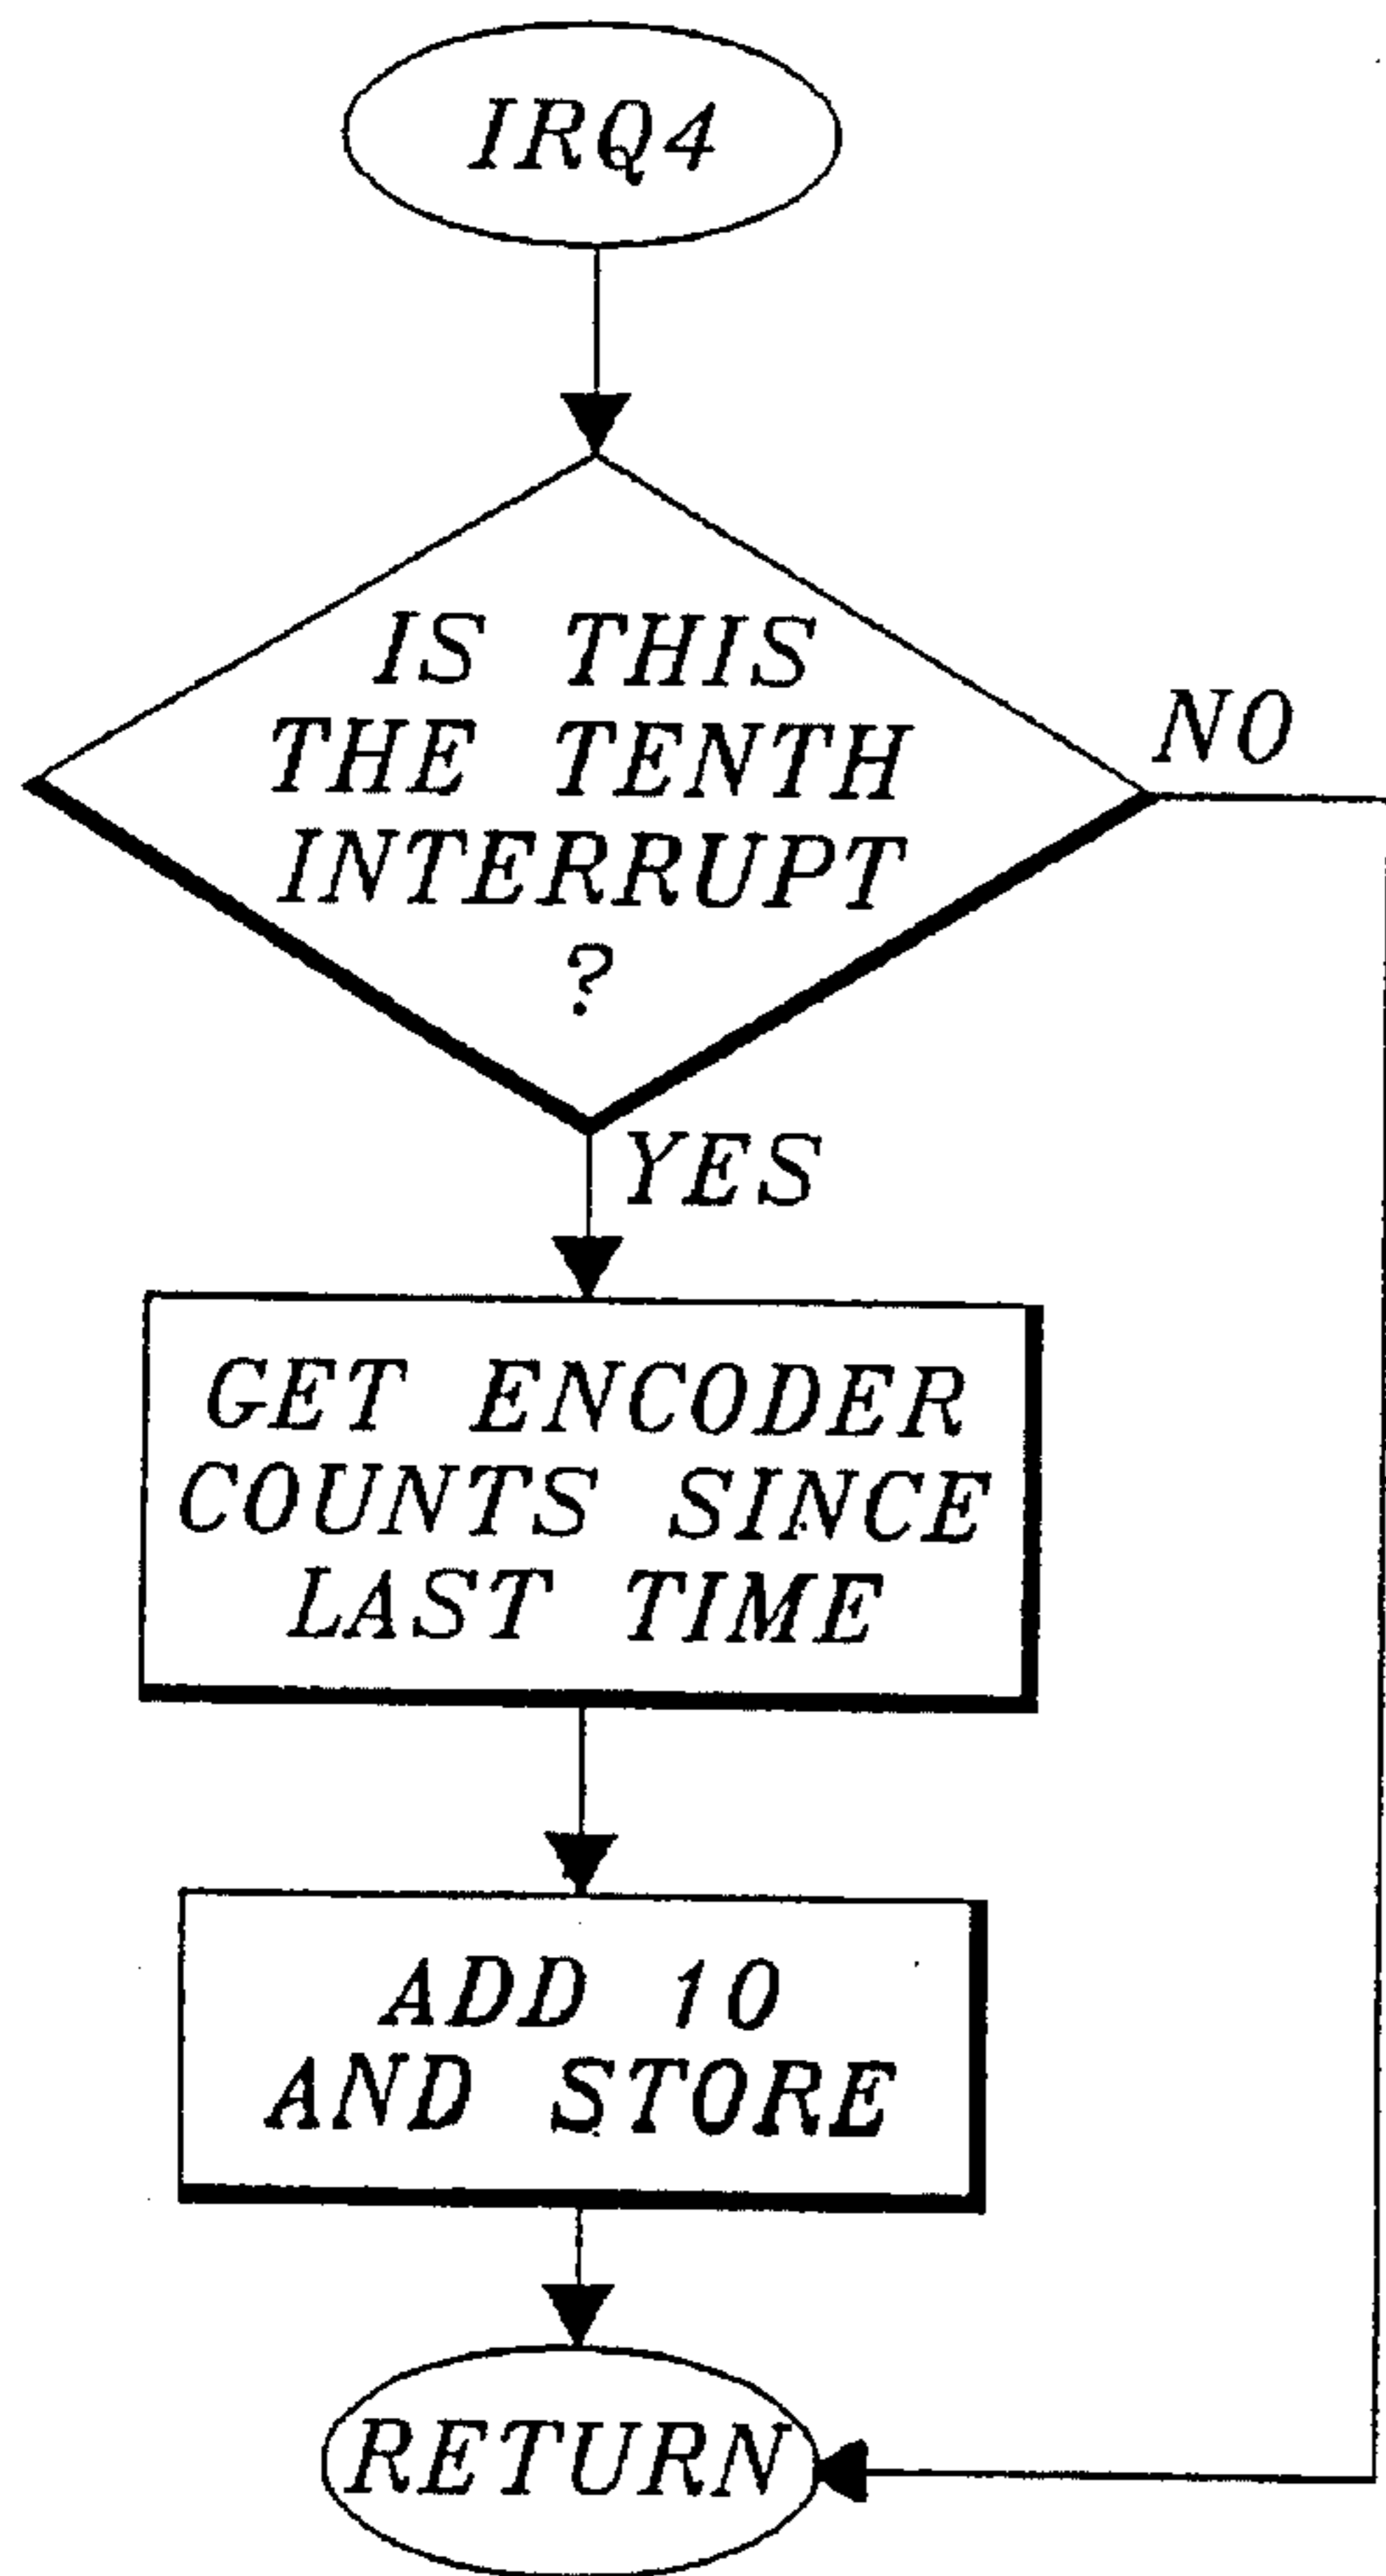 IRQ4
IS THIS
THE TENTH
INTERRUPT
?
NO
YES
GET ENCODER
COUNTS SINCE
LAST TIME
ADD 10
AND STORE
RETURN